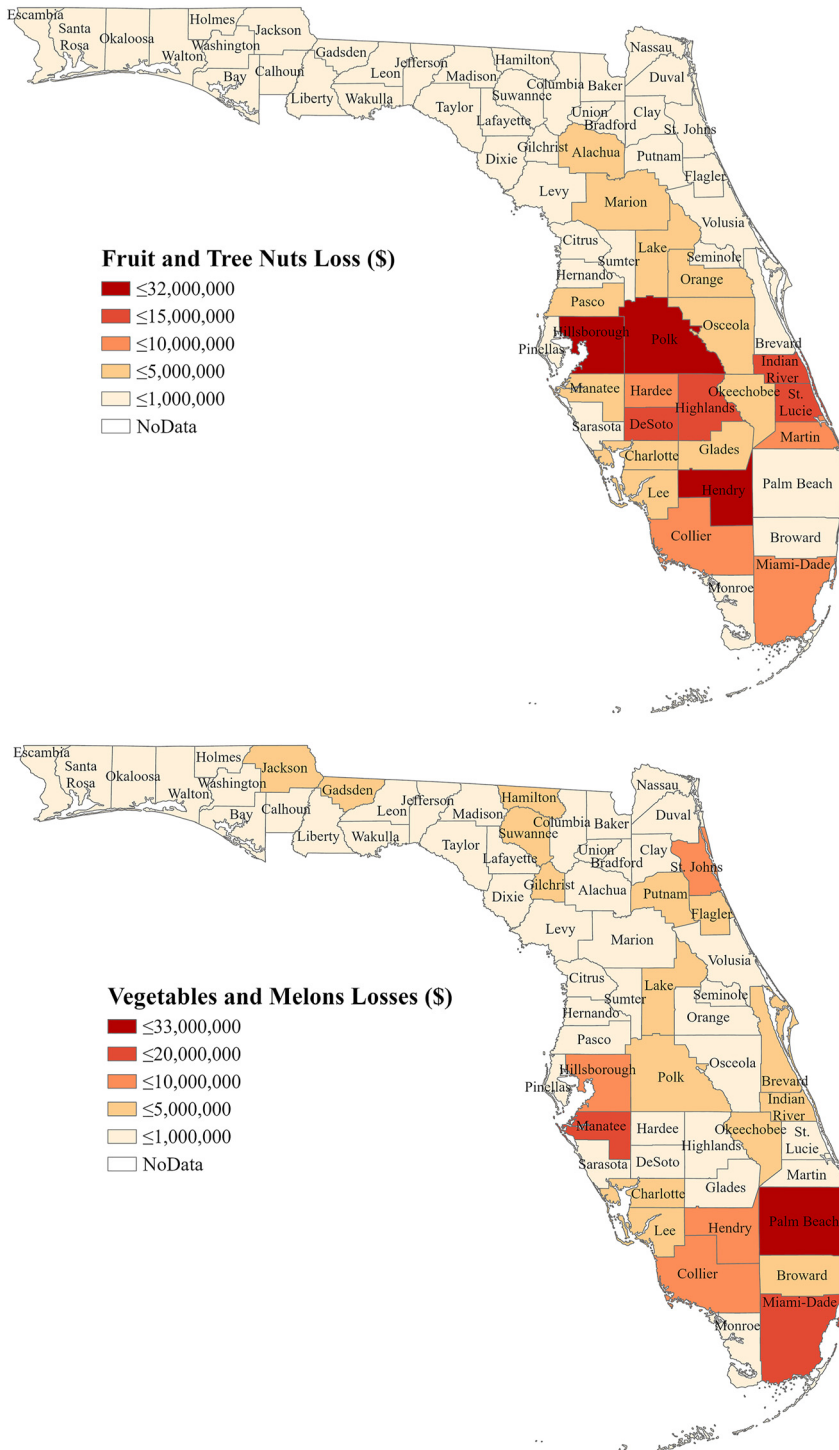 Escambia
Santa
Rosa
Okaloosa
Walton
Holmes
Washington
Bay
Jackson
Calhoun
Gadsden
Liberty
Leon
Wakulla
Jefferson
Madison
Taylor
Hamilton
Suwannee
Lafayette
Dixie
Columbia
Baker
Union
Bradford
Gilchrist
Alachua
Levy
Nassau
Duval
Clay
St. Johns
Putnam
Flagler
Marion
Volusia
Citrus
Sumter
Lake
Seminole
Hernando
Orange
Pasco
Hillsborough
Polk
Osceola
Pinellas
Brevard
Indian
River
Manatee
Hardee
Okeechobee
St.
Lucie
Highlands
Sarasota
DeSoto
Martin
Charlotte
Glades
Lee
Hendry
Palm Beach
Collier
Broward
Miami-Dade
Monroe
Fruit and Tree Nuts Loss ($)
≤32,000,000
≤15,000,000
≤10,000,000
≤5,000,000
≤1,000,000
NoData
Escambia
Santa
Rosa
Okaloosa
Walton
Holmes
Washington
Bay
Jackson
Calhoun
Gadsden
Liberty
Leon
Wakulla
Jefferson
Madison
Taylor
Hamilton
Suwannee
Lafayette
Dixie
Columbia
Baker
Union
Bradford
Gilchrist
Alachua
Levy
Nassau
Duval
Clay
St. Johns
Putnam
Flagler
Marion
Volusia
Citrus
Sumter
Lake
Seminole
Hernando
Orange
Pasco
Hillsborough
Polk
Osceola
Pinellas
Brevard
Indian
River
Manatee
Hardee
Okeechobee
St.
Lucie
Highlands
Sarasota
DeSoto
Martin
Charlotte
Glades
Lee
Hendry
Palm Beach
Collier
Broward
Miami-Dade
Monroe
Vegetables and Melons Losses ($)
≤33,000,000
≤20,000,000
≤10,000,000
≤5,000,000
≤1,000,000
NoData